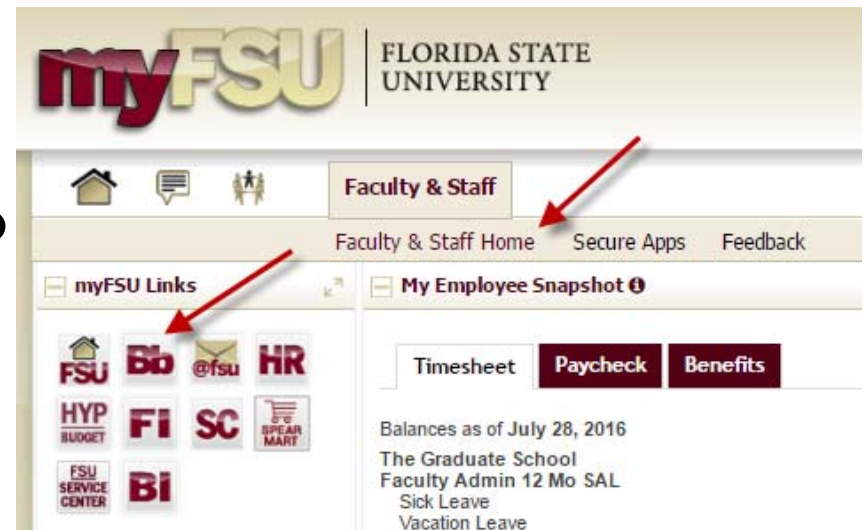 myFSU
FLORIDA STATE
UNIVERSITY
Faculty & Staff
Faculty & Staff Home Secure Apps Feedback
myFSU Links
FSU Bb @fsu HR
HYP BUDGET FI SC SPEAR MART
FSU SERVICE CENTER BI
My Employee Snapshot
Timesheet Paycheck Benefits
Balances as of July 28, 2016
The Graduate School
Faculty Admin 12 Mo SAL
Sick Leave
Vacation Leave